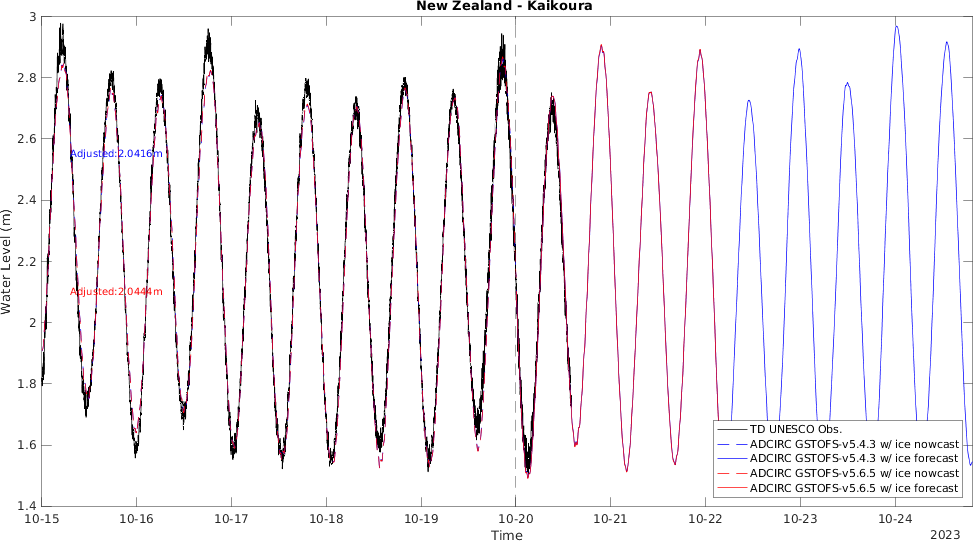 New Zealand - Kaikoura
3
2.8
2.6
2.4
2.2
2
1.8
1.6
1.4
Water Level (m)
Adjusted:2.0416m
Adjusted:2.0444m
TD UNESCO Obs.
ADCIRC GSTOFS-v5.4.3 w/ ice nowcast
ADCIRC GSTOFS-v5.4.3 w/ ice forecast
ADCIRC GSTOFS-v5.6.5 w/ ice nowcast
ADCIRC GSTOFS-v5.6.5 w/ ice forecast
10-15 10-16 10-17 10-18 10-19 10-20 10-21 10-22 10-23 10-24
Time
2023